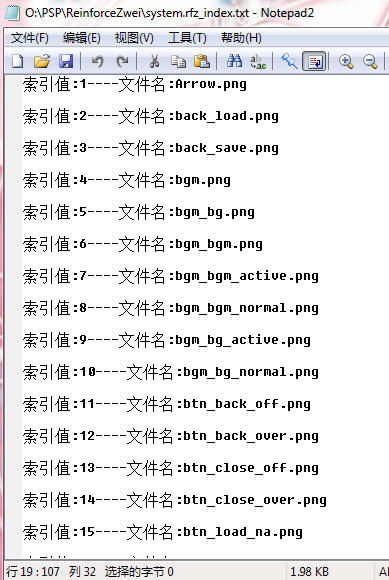 O:\PSP\ReinforceZwei\system.rfz_index.txt - Notepad2
文件(F) 编辑(E) 视图(V) 工具(T) 帮助(H)
索引值:1----文件名:Arrow.png
索引值:2----文件名:back_load.png
索引值:3----文件名:back_save.png
索引值:4----文件名:bgm.png
索引值:5----文件名:bgm_bg.png
索引值:6----文件名:bgm_bgm.png
索引值:7----文件名:bgm_bgm_active.png
索引值:8----文件名:bgm_bgm_normal.png
索引值:9----文件名:bgm_bg_active.png
索引值:10----文件名:bgm_bg_normal.png
索引值:11----文件名:btn_back_off.png
索引值:12----文件名:btn_back_over.png
索引值:13----文件名:btn_close_off.png
索引值:14----文件名:btn_close_over.png
索引值:15----文件名:btn_load_na.png
行 19 : 107 列 32 选择的字节 0 1.98 KB